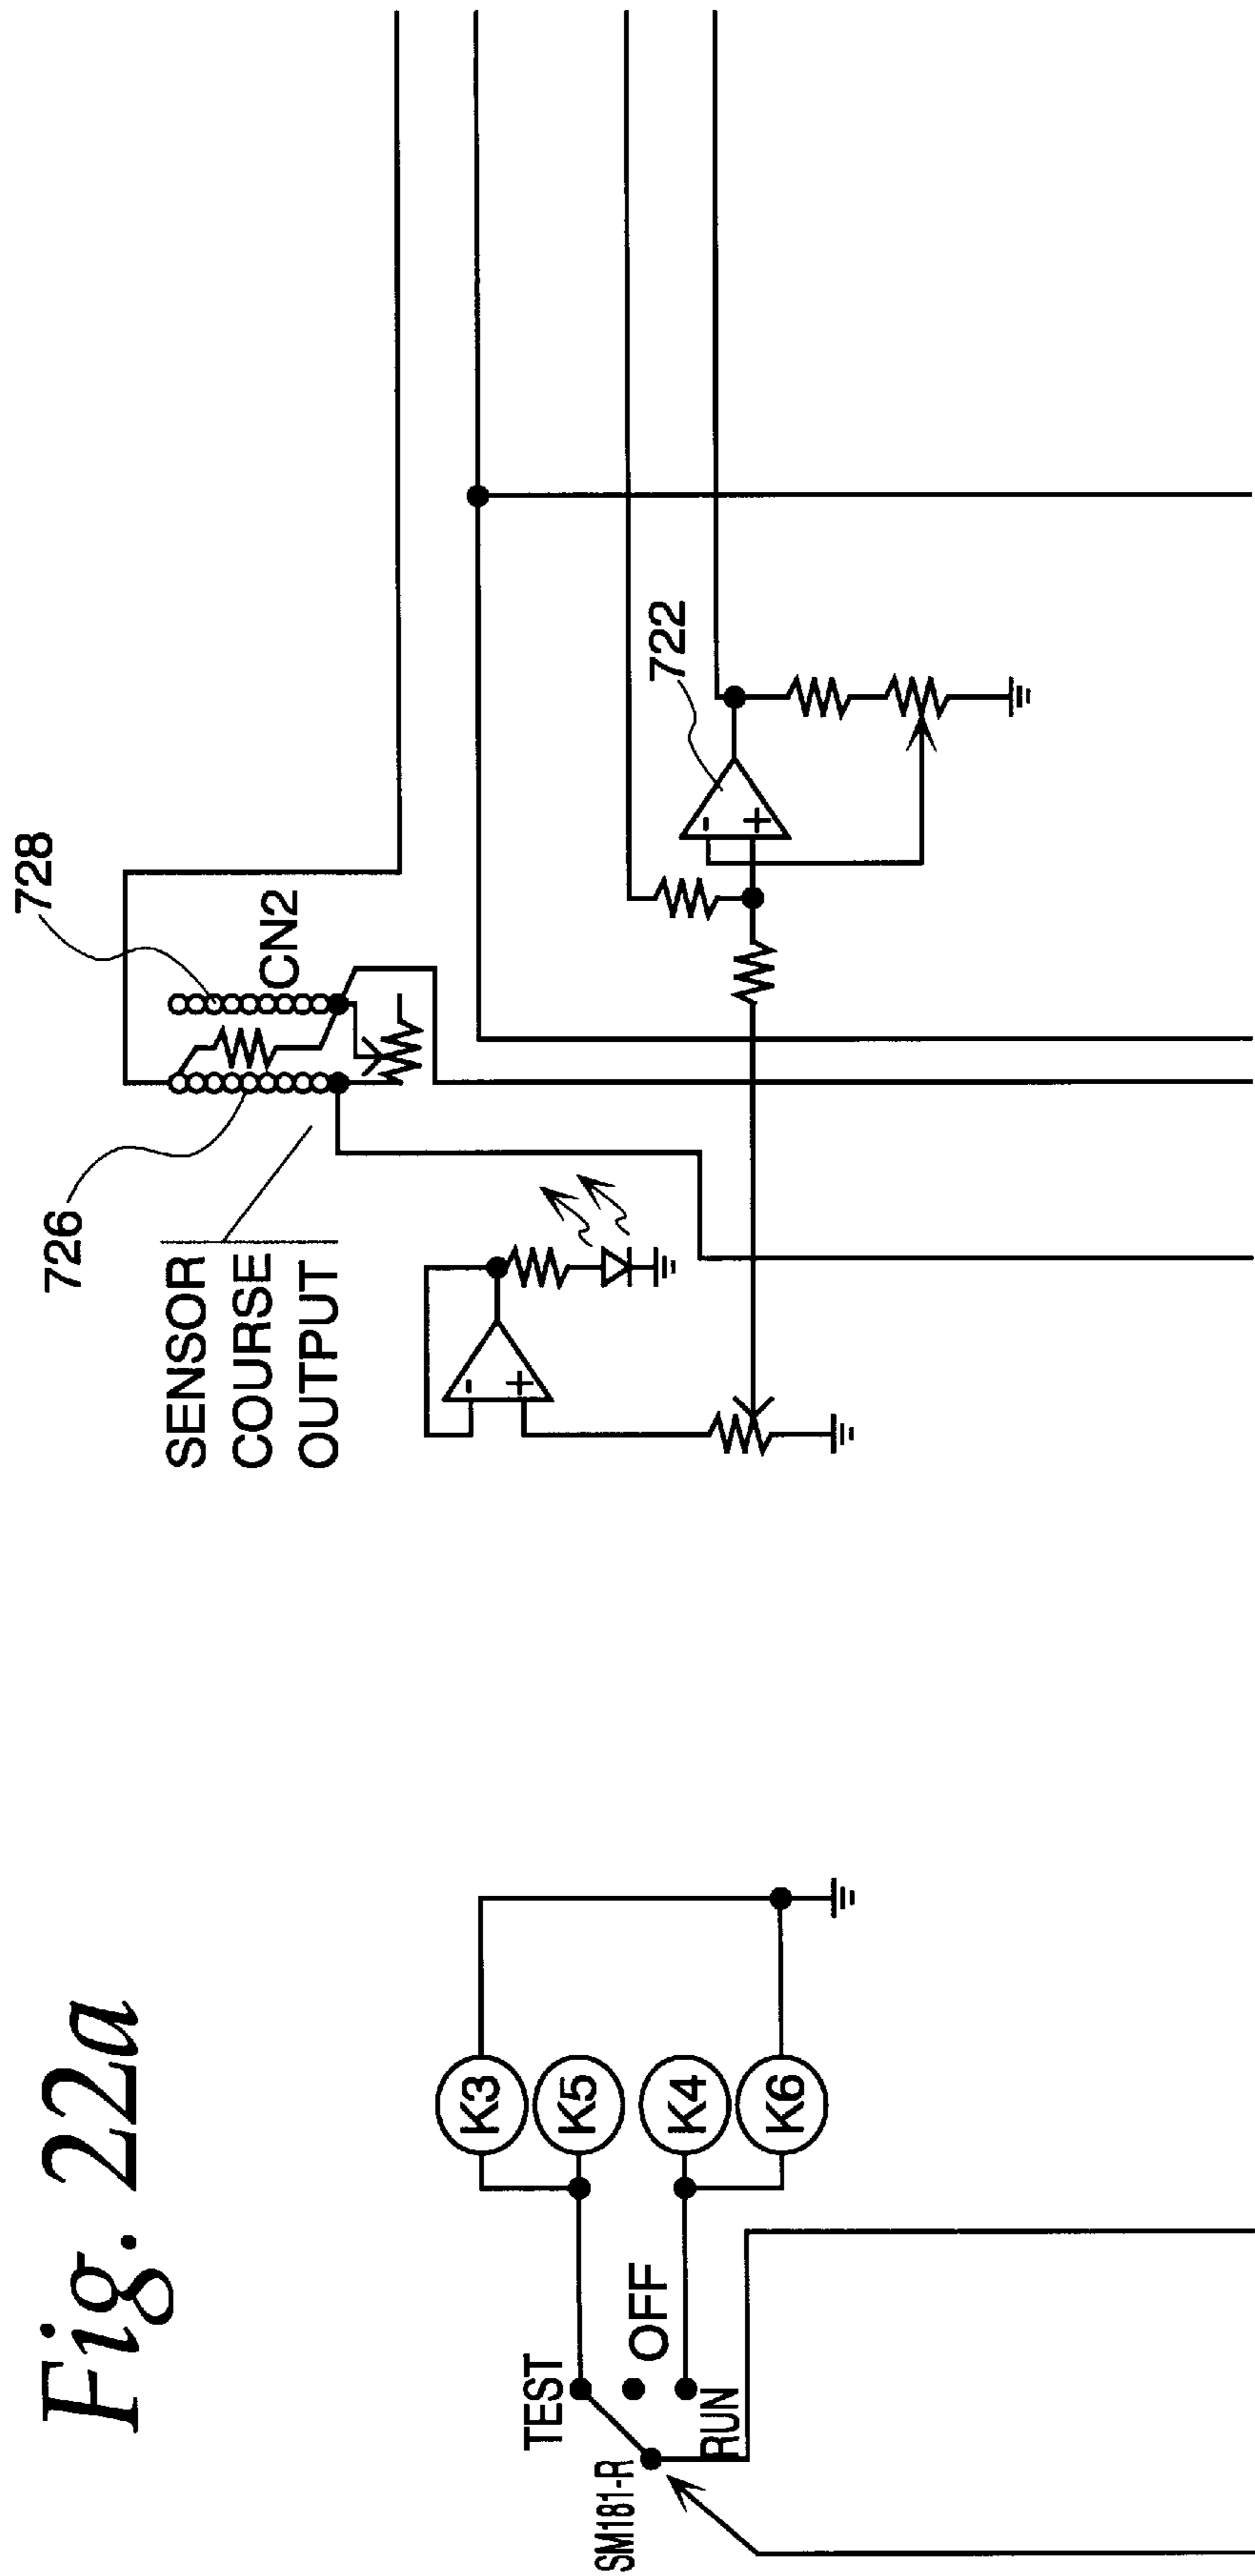 Fig. 22a
728
CN2
726
SENSOR
COURSE
OUTPUT
722
-
+
-
+
K3
K5
K4
K6
TEST
OFF
RUN
SM181-R